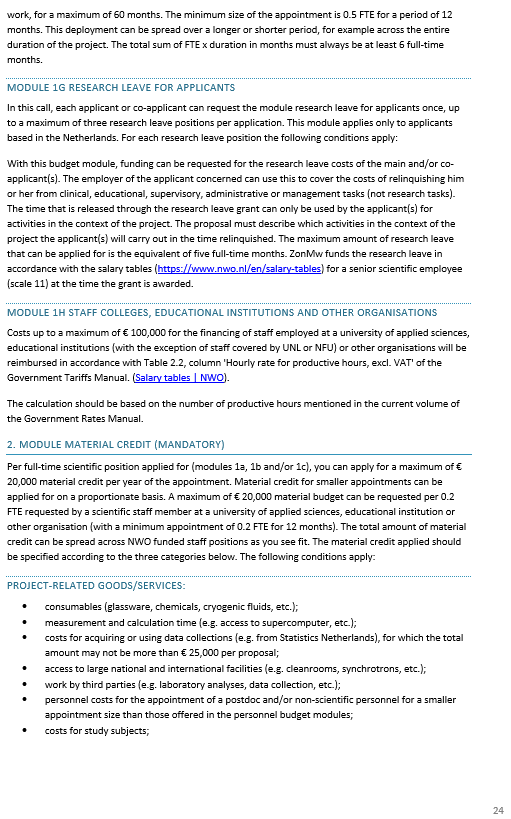 work, for a maximum of 60 months. The minimum size of the appointment is 0.5 FTE for a period of 12
months. This deployment can be spread over a longer or shorter period, for example across the entire
duration of the project. The total sum of FTE x duration in months must always be at least 6 full-time
months.
MODULE 1G RESEARCH LEAVE FOR APPLICANTS
In this call, each applicant or co-applicant can request the module research leave for applicants once, up
to a maximum of three research leave positions per application. This module applies only to applicants
based in the Netherlands. For each research leave position the following conditions apply:
With this budget module, funding can be requested for the research leave costs of the main and/or co-
applicant(s). The employer of the applicant concerned can use this to cover the costs of relinquishing him
or her from clinical, educational, supervisory, administrative or management tasks (not research tasks).
The time that is released through the research leave grant can only be used by the applicant(s) for
activities in the context of the project. The proposal must describe which activities in the context of the
project the applicant(s) will carry out in the time relinquished. The maximum amount of research leave
that can be applied for is the equivalent of five full-time months. ZonMw funds the research leave in
accordance with the salary tables (https://www.nwo.nl/en/salary-tables) for a senior scientific employee
(scale 11) at the time the grant is awarded.
MODULE 1H STAFF COLLEGES, EDUCATIONAL INSTITUTIONS AND OTHER ORGANISATIONS
Costs up to a maximum of € 100,000 for the financing of staff employed at a university of applied sciences,
educational institutions (with the exception of staff covered by UNL or NFU) or other organisations will be
reimbursed in accordance with Table 2.2, column 'Hourly rate for productive hours, excl. VAT' of the
Government Tariffs Manual. (Salary tables | NWO).
The calculation should be based on the number of productive hours mentioned in the current volume of
the Government Rates Manual.
2. MODULE MATERIAL CREDIT (MANDATORY)
Per full-time scientific position applied for (modules 1a, 1b and/or 1c), you can apply for a maximum of €
20,000 material credit per year of the appointment. Material credit for smaller appointments can be
applied for on a proportionate basis. A maximum of € 20,000 material budget can be requested per 0.2
FTE requested by a scientific staff member at a university of applied sciences, educational institution or
other organisation (with a minimum appointment of 0.2 FTE for 12 months). The total amount of material
credit can be spread across NWO funded staff positions as you see fit. The material credit applied should
be specified according to the three categories below. The following conditions apply:
PROJECT-RELATED GOODS/SERVICES:
• consumables (glassware, chemicals, cryogenic fluids, etc.);
• measurement and calculation time (e.g. access to supercomputer, etc.);
• costs for acquiring or using data collections (e.g. from Statistics Netherlands), for which the total
amount may not be more than € 25,000 per proposal;
• access to large national and international facilities (e.g. cleanrooms, synchrotrons, etc.);
• work by third parties (e.g. laboratory analyses, data collection, etc.);
• personnel costs for the appointment of a postdoc and/or non-scientific personnel for a smaller
appointment size than those offered in the personnel budget modules;
• costs for study subjects;
24